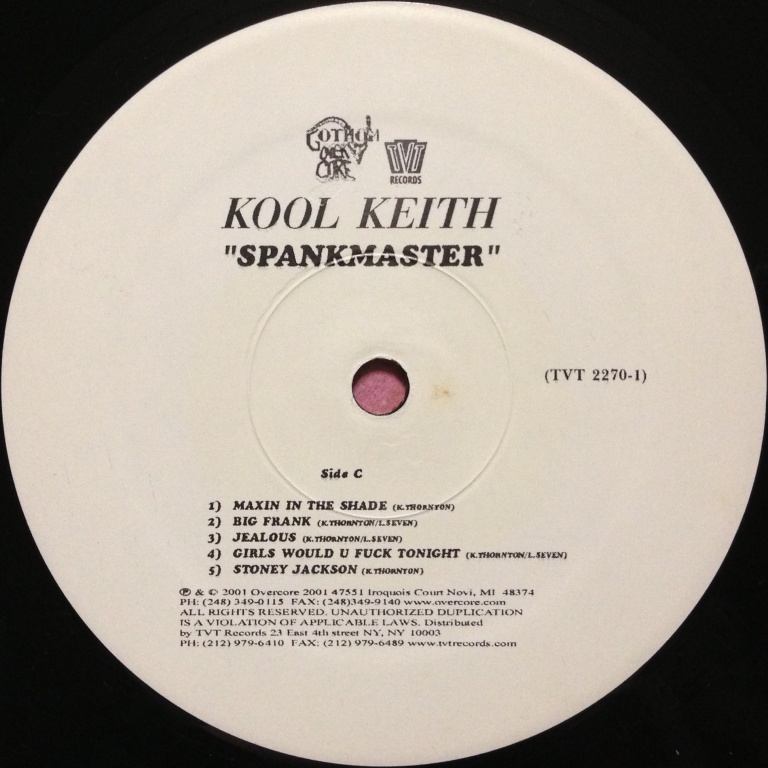 GOTHOM
OVER
CORE
TVT
RECORDS
KOOL KEITH
"SPANKMASTER"
(TVT 2270-1)
Side C
1) MAXIN IN THE SHADE (K.THORNTON)
2) BIG FRANK (K.THORNTON/L.SEVEN)
3) JEALOUS (K.THORNTON/L.SEVEN)
4) GIRLS WOULD U FUCK TONIGHT (K.THORNTON/L.SEVEN)
5) STONEY JACKSON (K.THORNTON)
℗ & © 2001 Overcore 2001 47551 Iroquois Court Novi, MI 48374
PH: (248) 349-0115 FAX: (248)349-9140 www.overcore.com
ALL RIGHTS RESERVED. UNAUTHORIZED DUPLICATION
IS A VIOLATION OF APPLICABLE LAWS. Distributed
by TVT Records 23 East 4th street NY, NY 10003
PH: (212) 979-6410 FAX: (212) 979-6489 www.tvtrecords.com